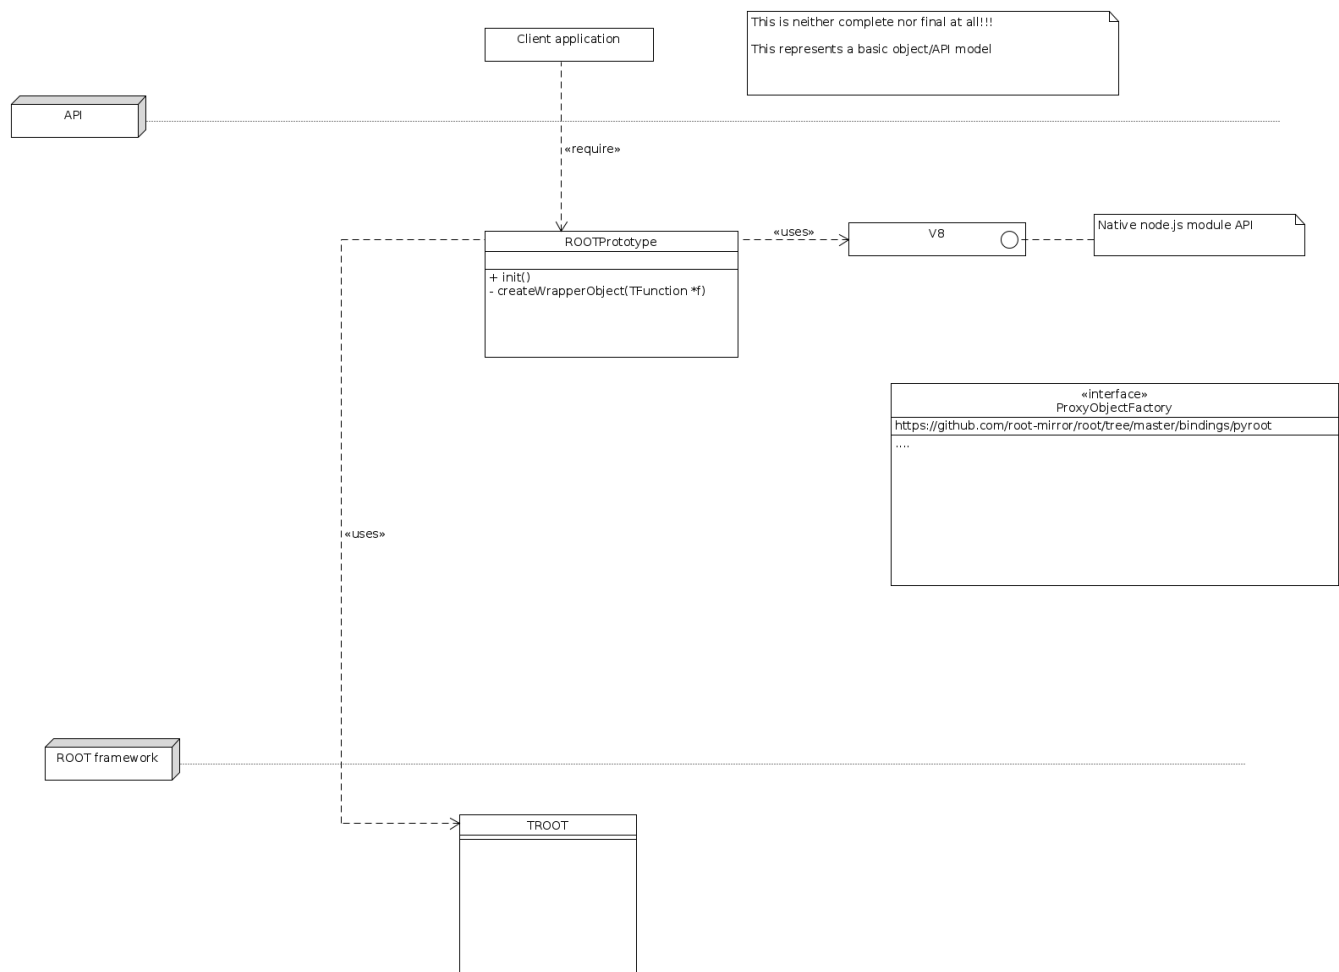 This is neither complete nor final at all!!!
This represents a basic object/API model
Client application
API
«require»
ROOTPrototype
+ init()
- createWrapperObject(TFunction *f)
«uses»
V8
Native node.js module API
«interface»
ProxyObjectFactory
https://github.com/root-mirror/root/tree/master/bindings/pyroot
....
«uses»
ROOT framework
TROOT